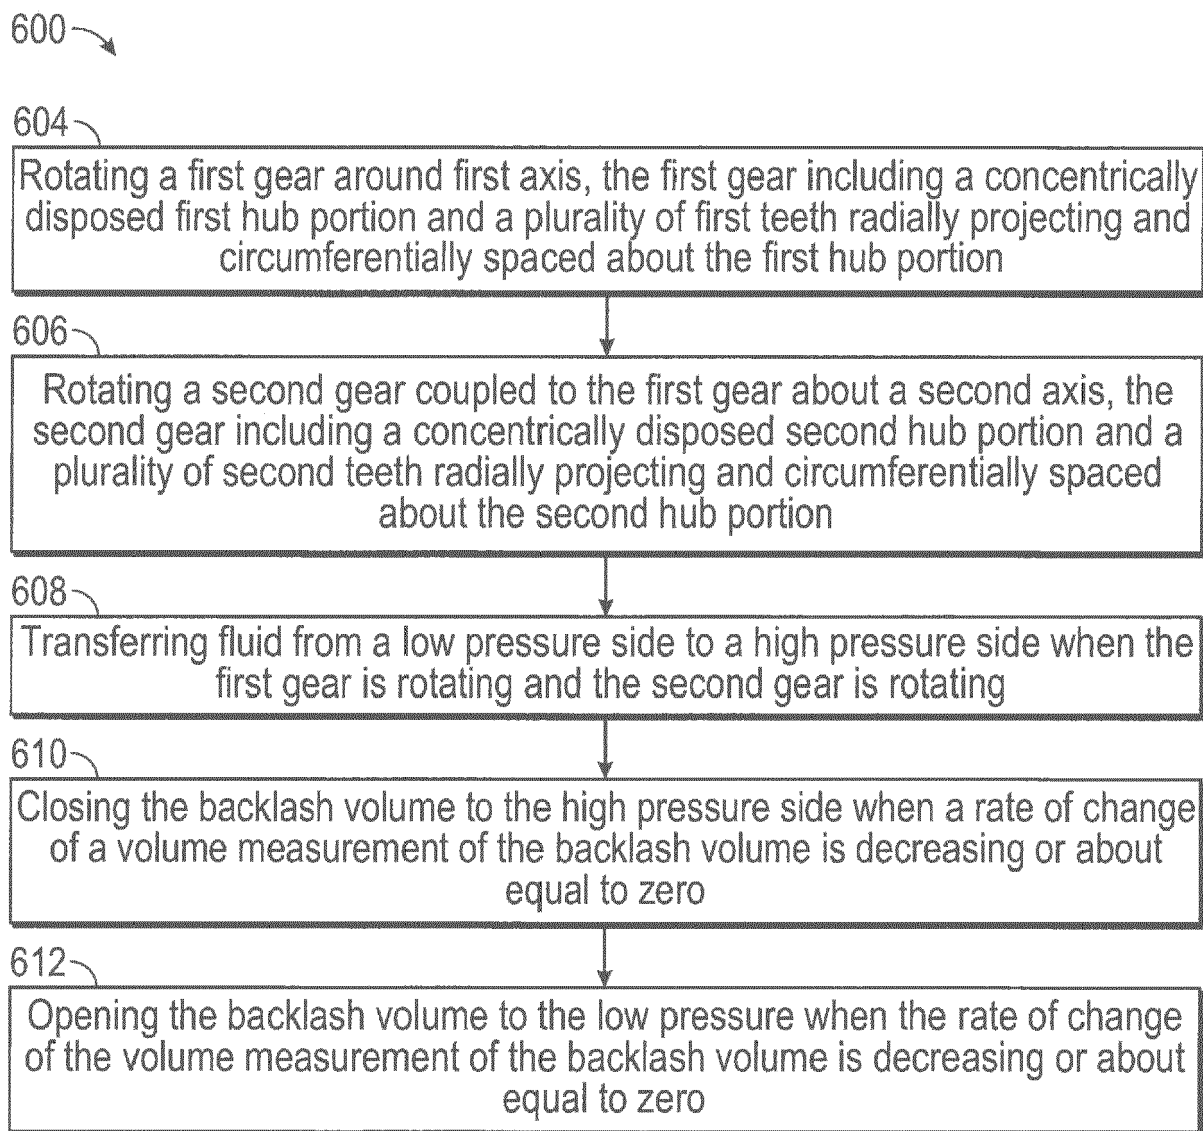 600
604
Rotating a first gear around first axis, the first gear including a concentrically
disposed first hub portion and a plurality of first teeth radially projecting and
circumferentially spaced about the first hub portion
606
Rotating a second gear coupled to the first gear about a second axis, the
second gear including a concentrically disposed second hub portion and a
plurality of second teeth radially projecting and circumferentially spaced
about the second hub portion
608
Transferring fluid from a low pressure side to a high pressure side when the
first gear is rotating and the second gear is rotating
610
Closing the backlash volume to the high pressure side when a rate of change
of a volume measurement of the backlash volume is decreasing or about
equal to zero
612
Opening the backlash volume to the low pressure when the rate of change
of the volume measurement of the backlash volume is decreasing or about
equal to zero